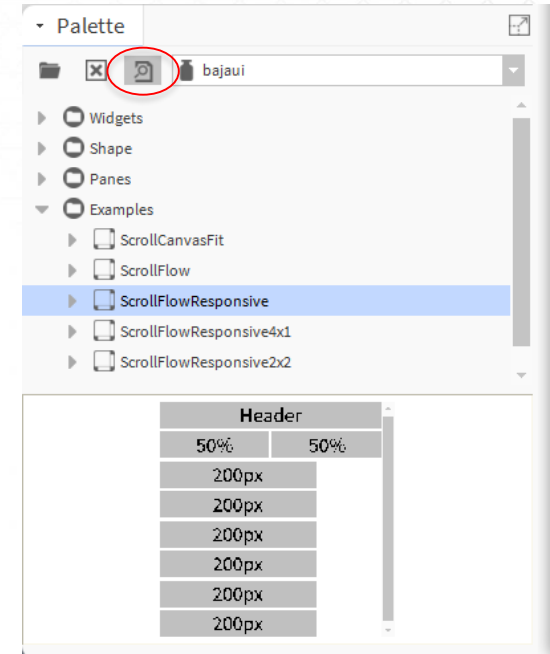 Palette
bajaui
Widgets
Shape
Panes
Examples
ScrollCanvasFit
ScrollFlow
ScrollFlowResponsive
ScrollFlowResponsive4x1
ScrollFlowResponsive2x2
Header
50% 50%
200px
200px
200px
200px
200px
200px